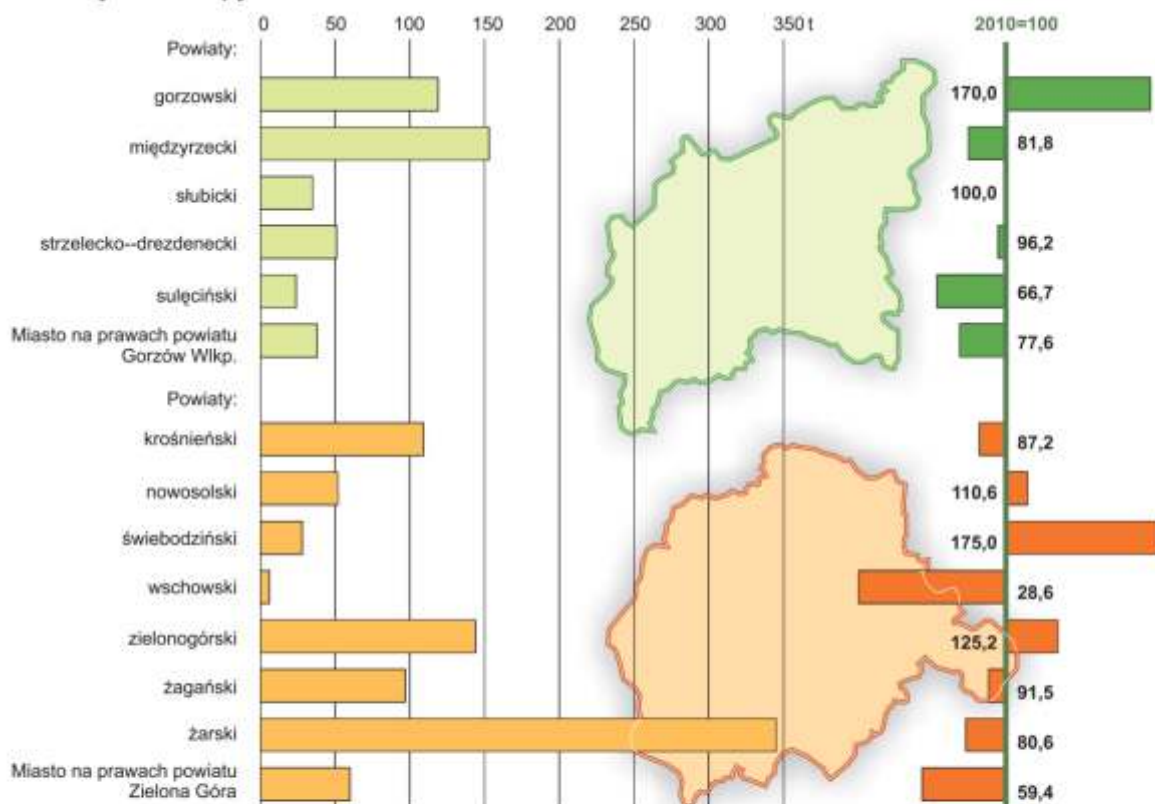 0 50 100 150 200 250 300 350 t 2010=100
Powiaty:
gorzowski 170,0
międzyrzecki 81,8
słubicki 100,0
strzelecko--drezdenecki 96,2
sulęciński 66,7
Miasto na prawach powiatu
Gorzów Wlkp. 77,6
Powiaty:
krośnieński 87,2
nowosolski 110,6
świebodziński 175,0
wschowski 28,6
zielonogórski 125,2
żagański 91,5
żarski 80,6
Miasto na prawach powiatu
Zielona Góra 59,4